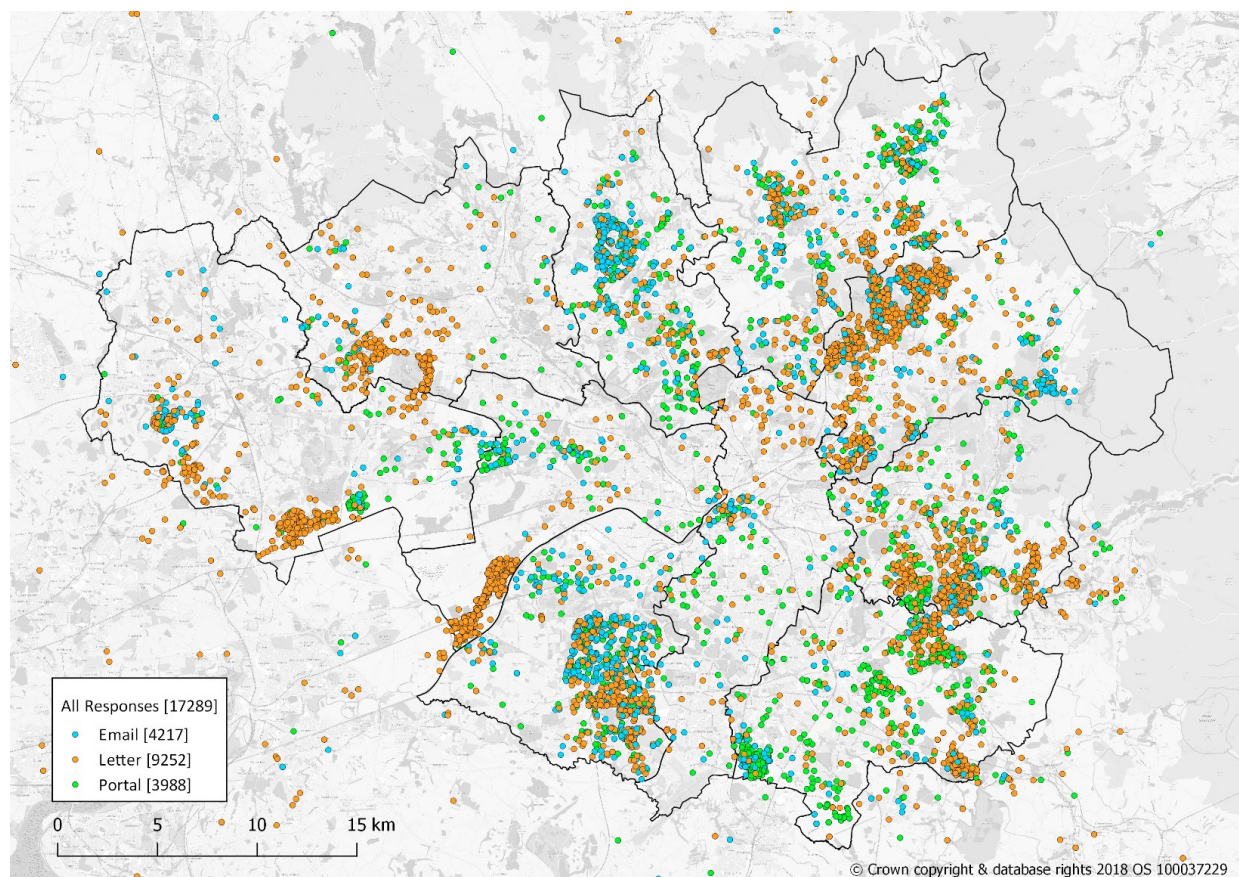 All Responses [17289]
Email [4217]
Letter [9252]
Portal [3988]
0 5 10 15 km
© Crown copyright & database rights 2018 OS 100037229